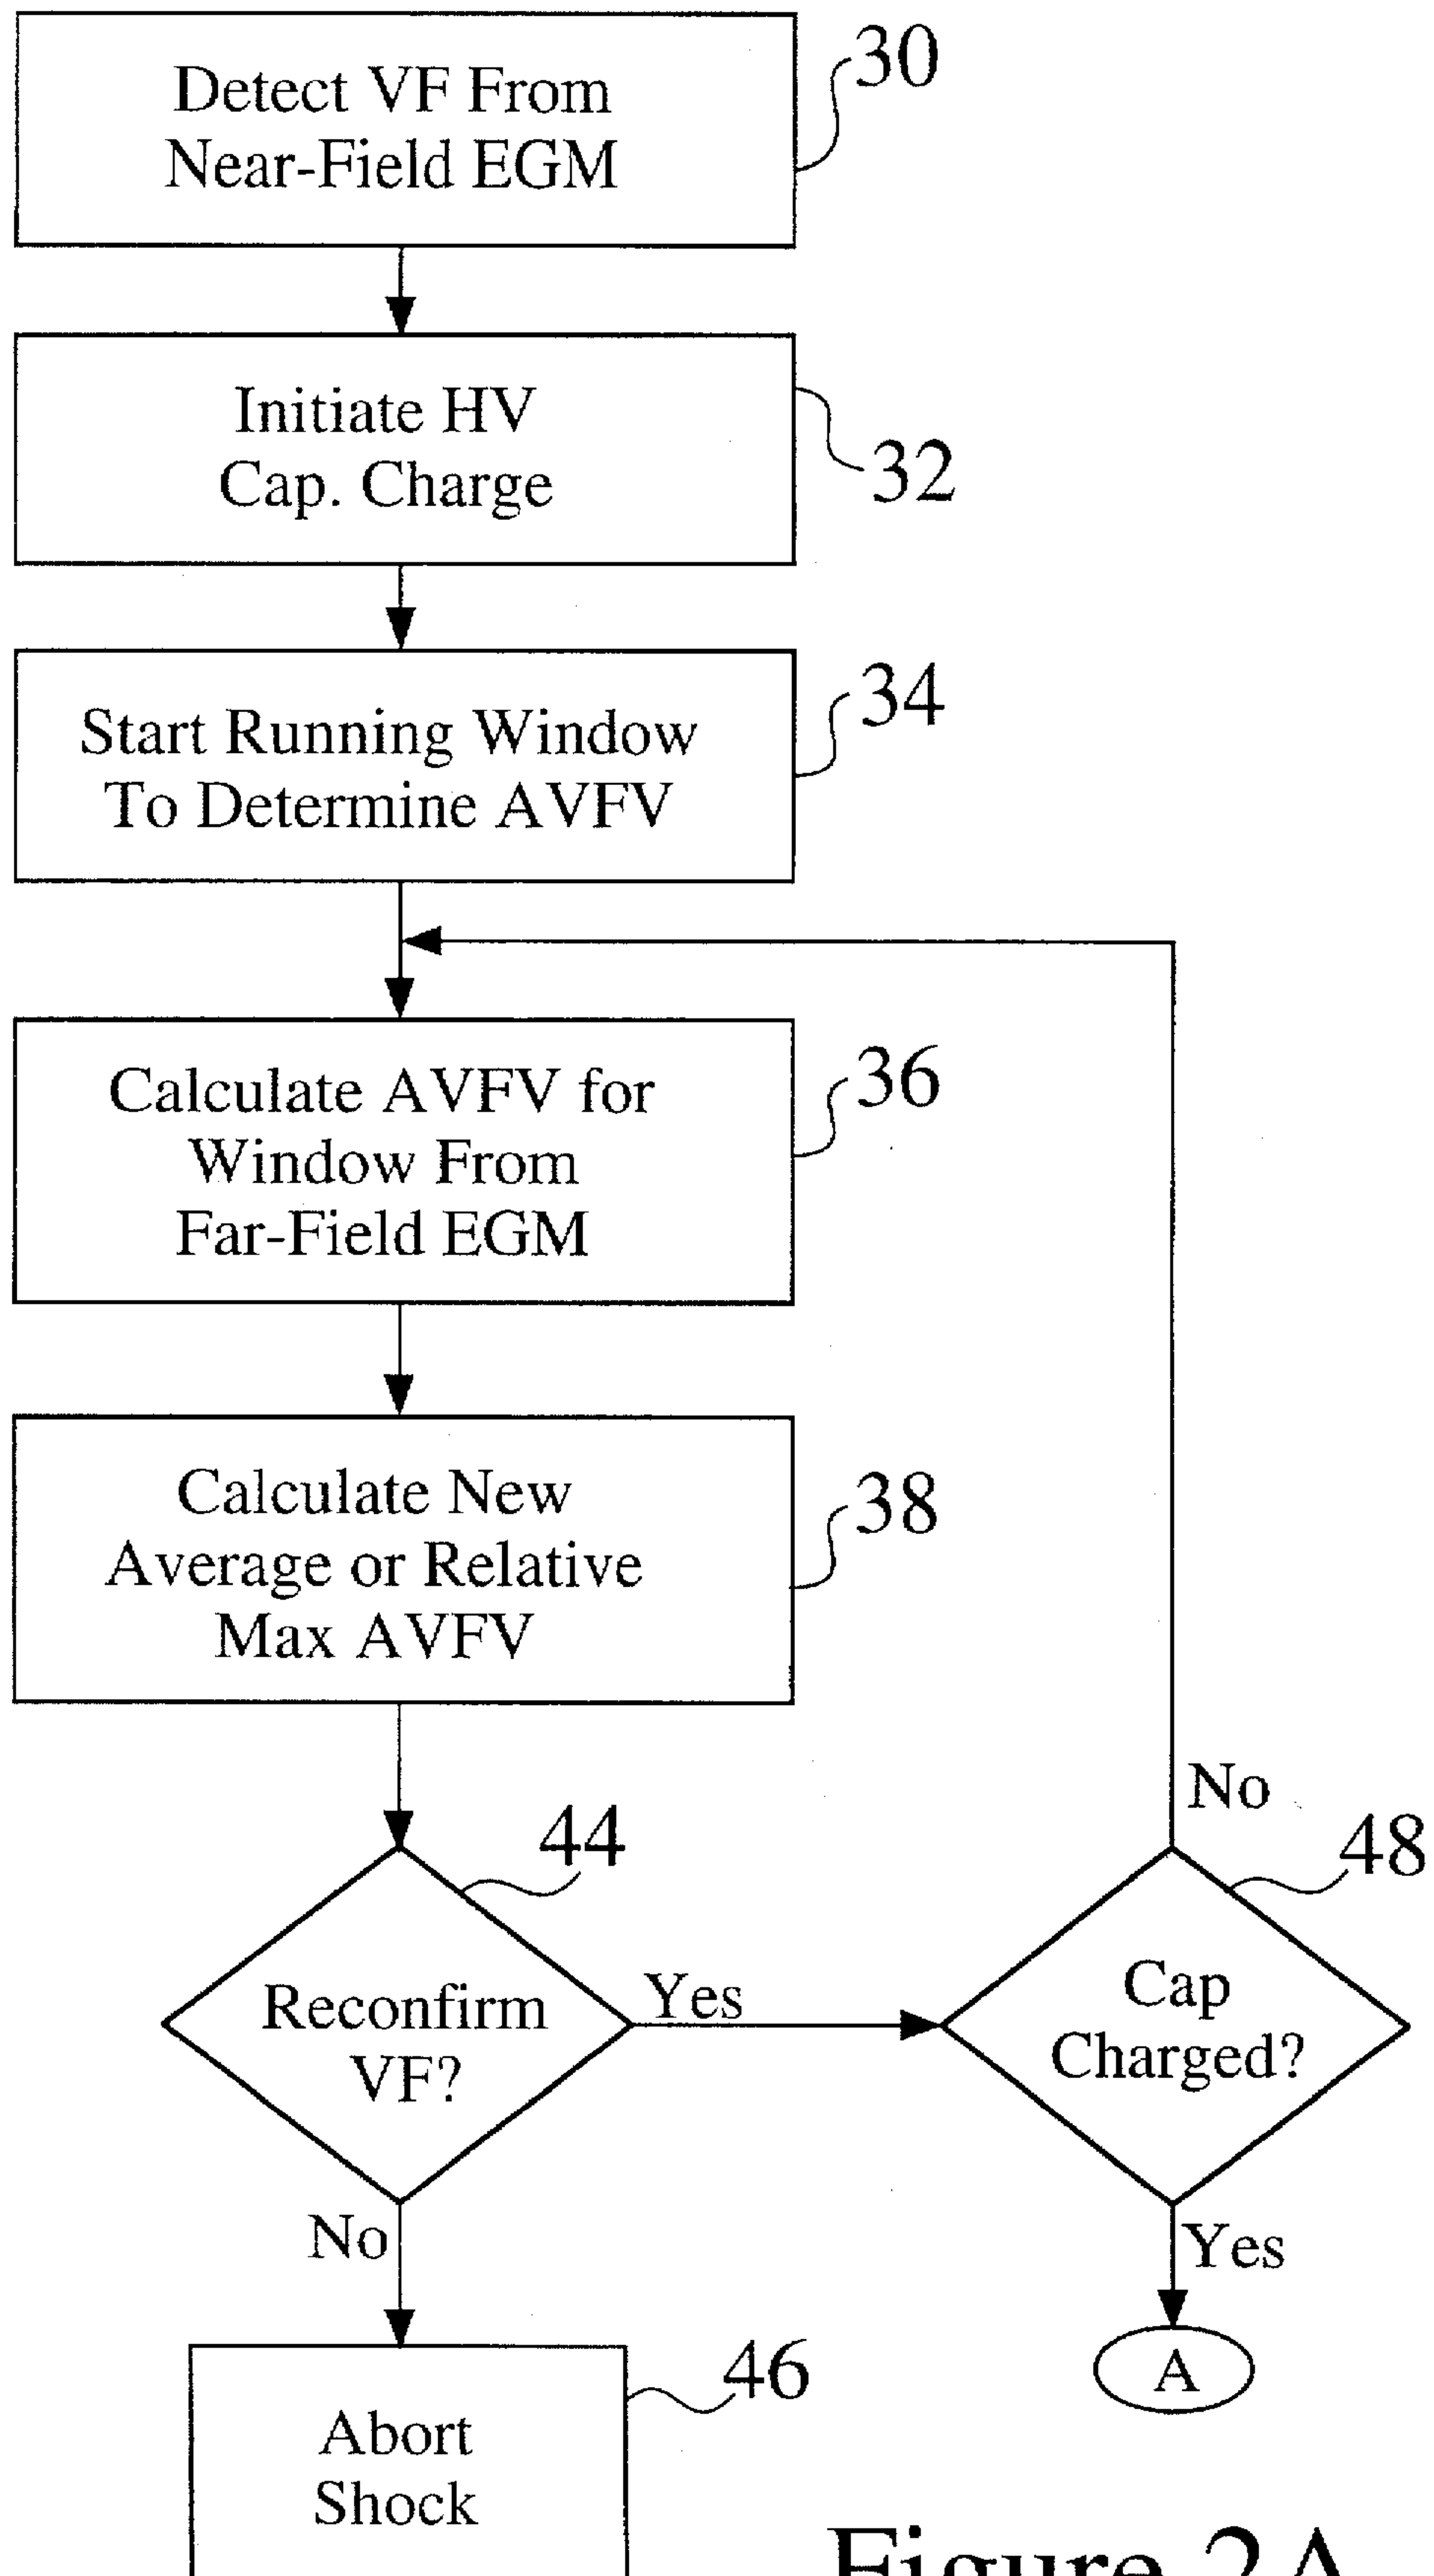 Detect VF From
Near-Field EGM
30
Initiate HV
Cap. Charge
32
Start Running Window
To Determine AVFV
34
Calculate AVFV for
Window From
Far-Field EGM
36
Calculate New
Average or Relative
Max AVFV
38
No
44
48
Reconfirm
VF?
Yes
Cap
Charged?
No
Yes
46
A
Abort
Shock
Figure 2A